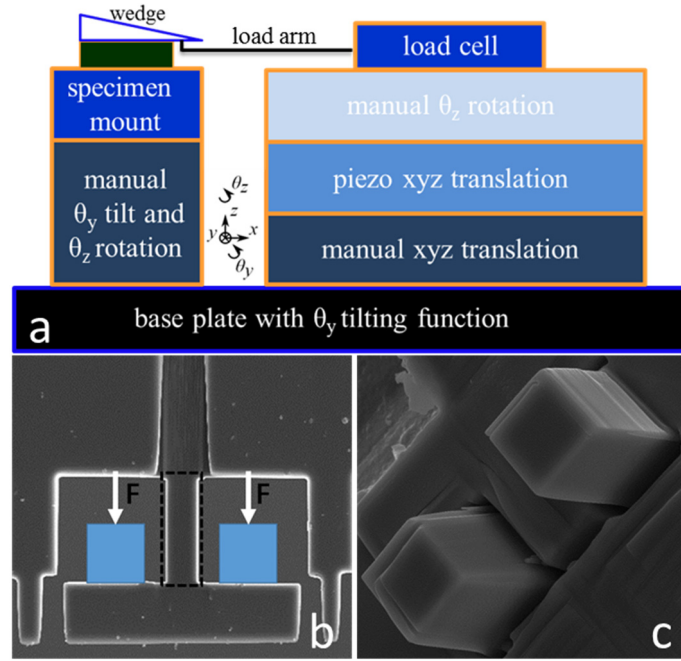 wedge
load arm
load cell
specimen
mount
manual θz rotation
manual
θy tilt and
θz rotation
piezo xyz translation
manual xyz translation
θz
z
y
x
θy
a
base plate with θy tilting function
F
F
b
c